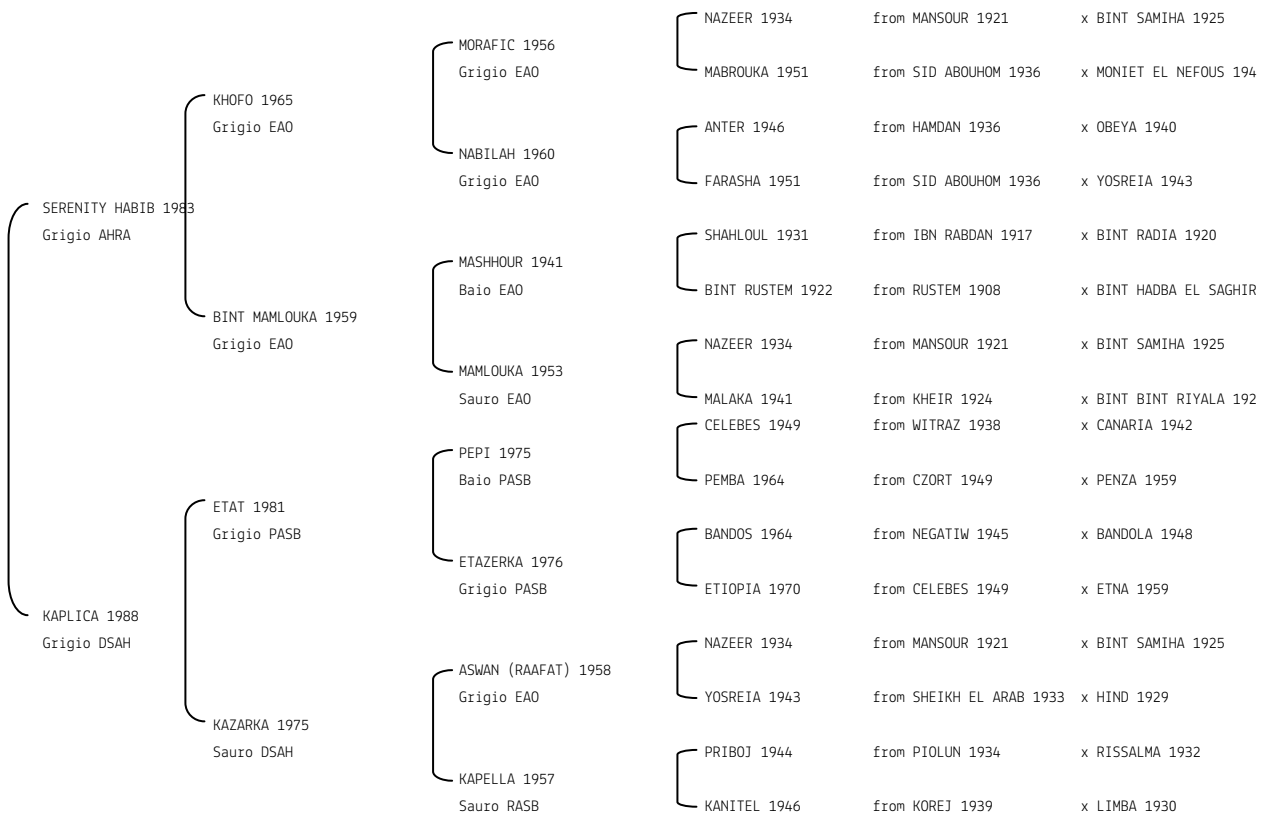 NAZEER 1934 from MANSOUR 1921 x BINT SAMIHA 1925
MORAFIC 1956
Grigio EAO
MABROUKA 1951 from SID ABOUHOM 1936 x MONIET EL NEFOUS 194
KHOFO 1965
Grigio EAO
ANTER 1946 from HAMDAN 1936 x OBEYA 1940
NABILAH 1960
Grigio EAO
FARASHA 1951 from SID ABOUHOM 1936 x YOSREIA 1943
SERENITY HABIB 1983
Grigio AHRA
SHAHLOUL 1931 from IBN RABDAN 1917 x BINT RADIA 1920
MASHHOUR 1941
Baio EAO
BINT RUSTEM 1922 from RUSTEM 1908 x BINT HADBA EL SAGHIR
BINT MAMLOUKA 1959
Grigio EAO
NAZEER 1934 from MANSOUR 1921 x BINT SAMIHA 1925
MAMLOUKA 1953
Sauro EAO
MALAKA 1941 from KHEIR 1924 x BINT BINT RIYALA 192
CELEBES 1949 from WITRAZ 1938 x CANARIA 1942
PEPI 1975
Baio PASB
PEMBA 1964 from CZORT 1949 x PENZA 1959
ETAT 1981
Grigio PASB
BANDOS 1964 from NEGATIW 1945 x BANDOLA 1948
ETAZERKA 1976
Grigio PASB
ETIOPIA 1970 from CELEBES 1949 x ETNA 1959
KAPLICA 1988
Grigio DSAH
NAZEER 1934 from MANSOUR 1921 x BINT SAMIHA 1925
ASWAN (RAAFAT) 1958
Grigio EAO
YOSREIA 1943 from SHEIKH EL ARAB 1933 x HIND 1929
KAZARKA 1975
Sauro DSAH
PRIBOJ 1944 from PIOLUN 1934 x RISSALMA 1932
KAPELLA 1957
Sauro RASB
KANITEL 1946 from KOREJ 1939 x LIMBA 1930